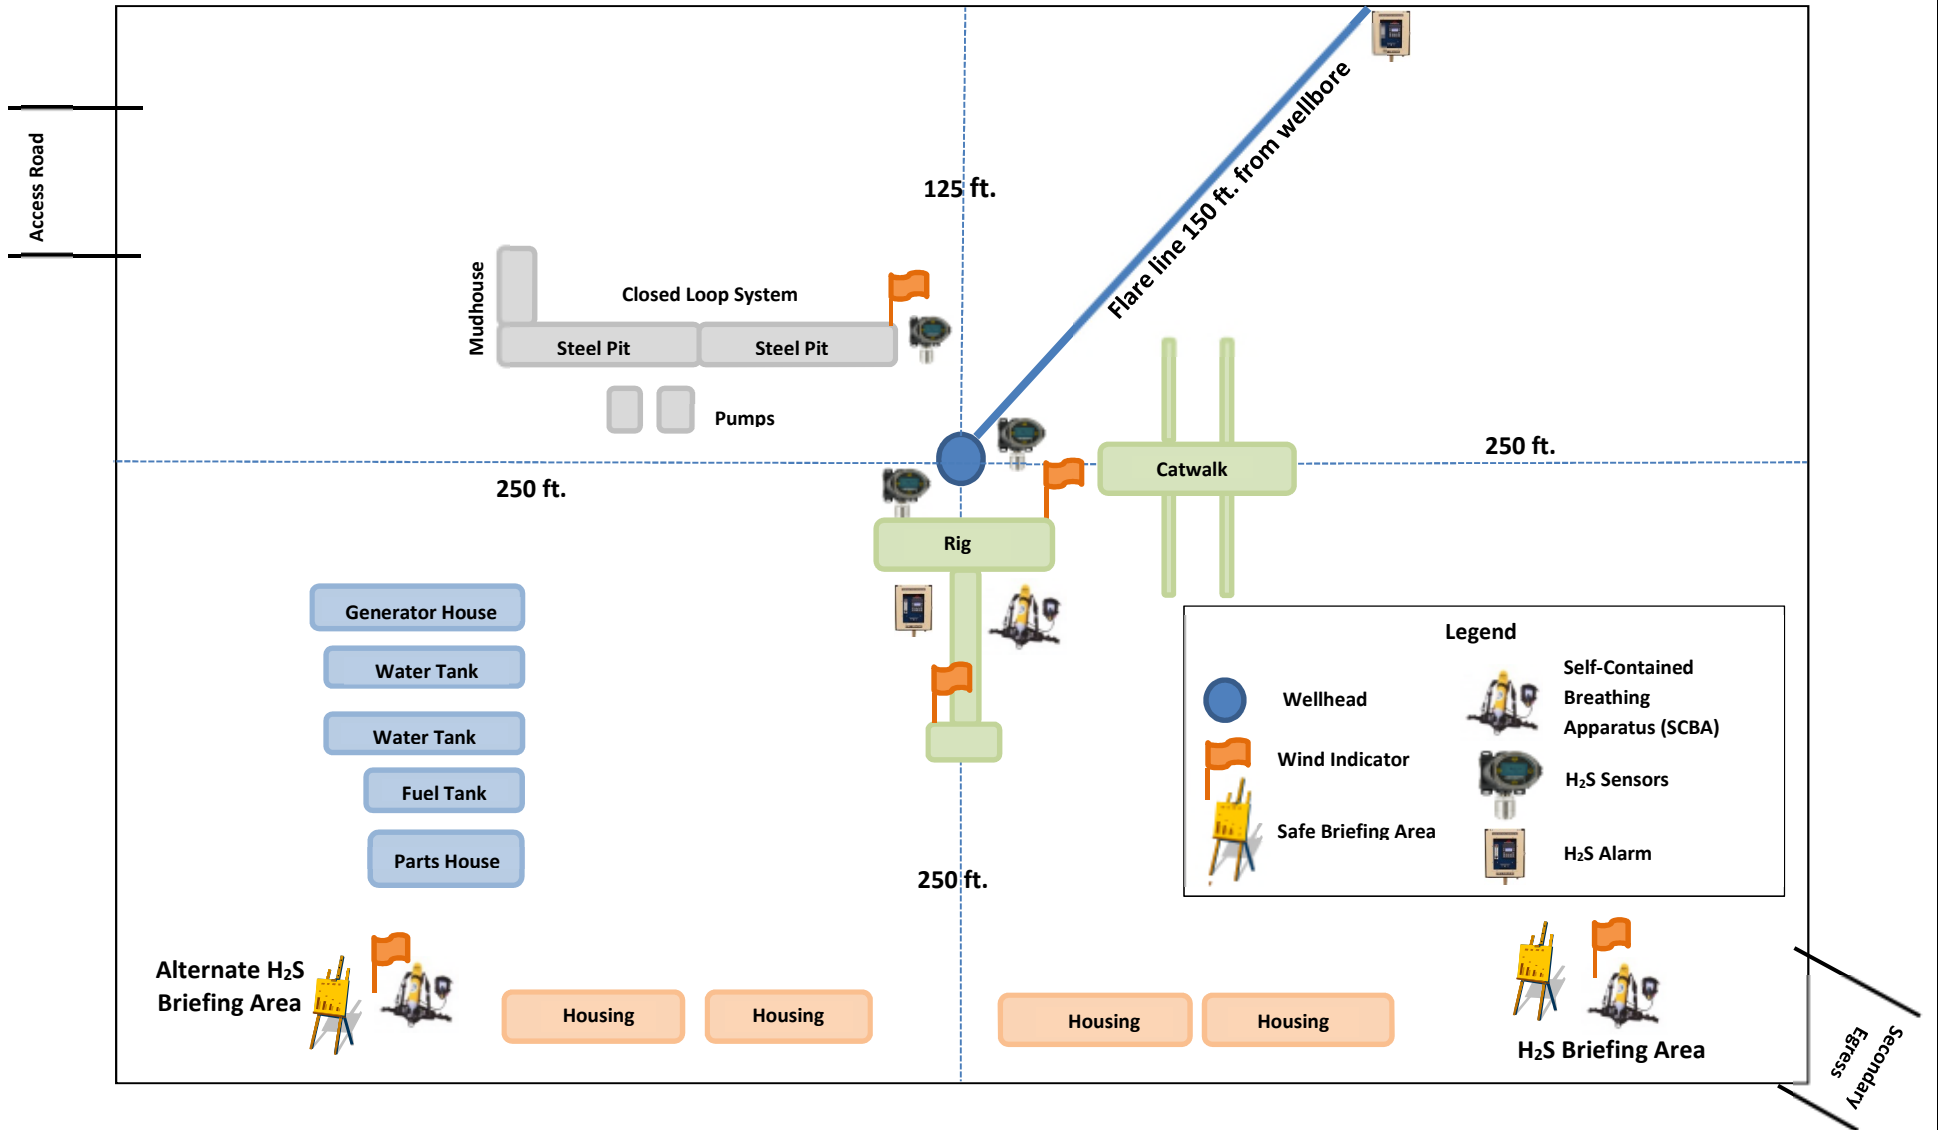 Access Road
125 ft.
Flare line 150 ft. from wellbore
Mudhouse
Closed Loop System
Steel Pit
Steel Pit
Pumps
250 ft.
250 ft.
Catwalk
Rig
Generator House
Water Tank
Water Tank
Fuel Tank
Parts House
250 ft.
Legend
Wellhead
Wind Indicator
Safe Briefing Area
Self-Contained
Breathing
Apparatus (SCBA)
H₂S Sensors
H₂S Alarm
Alternate H₂S
Briefing Area
Housing
Housing
Housing
Housing
H₂S Briefing Area
Secondary
Egress